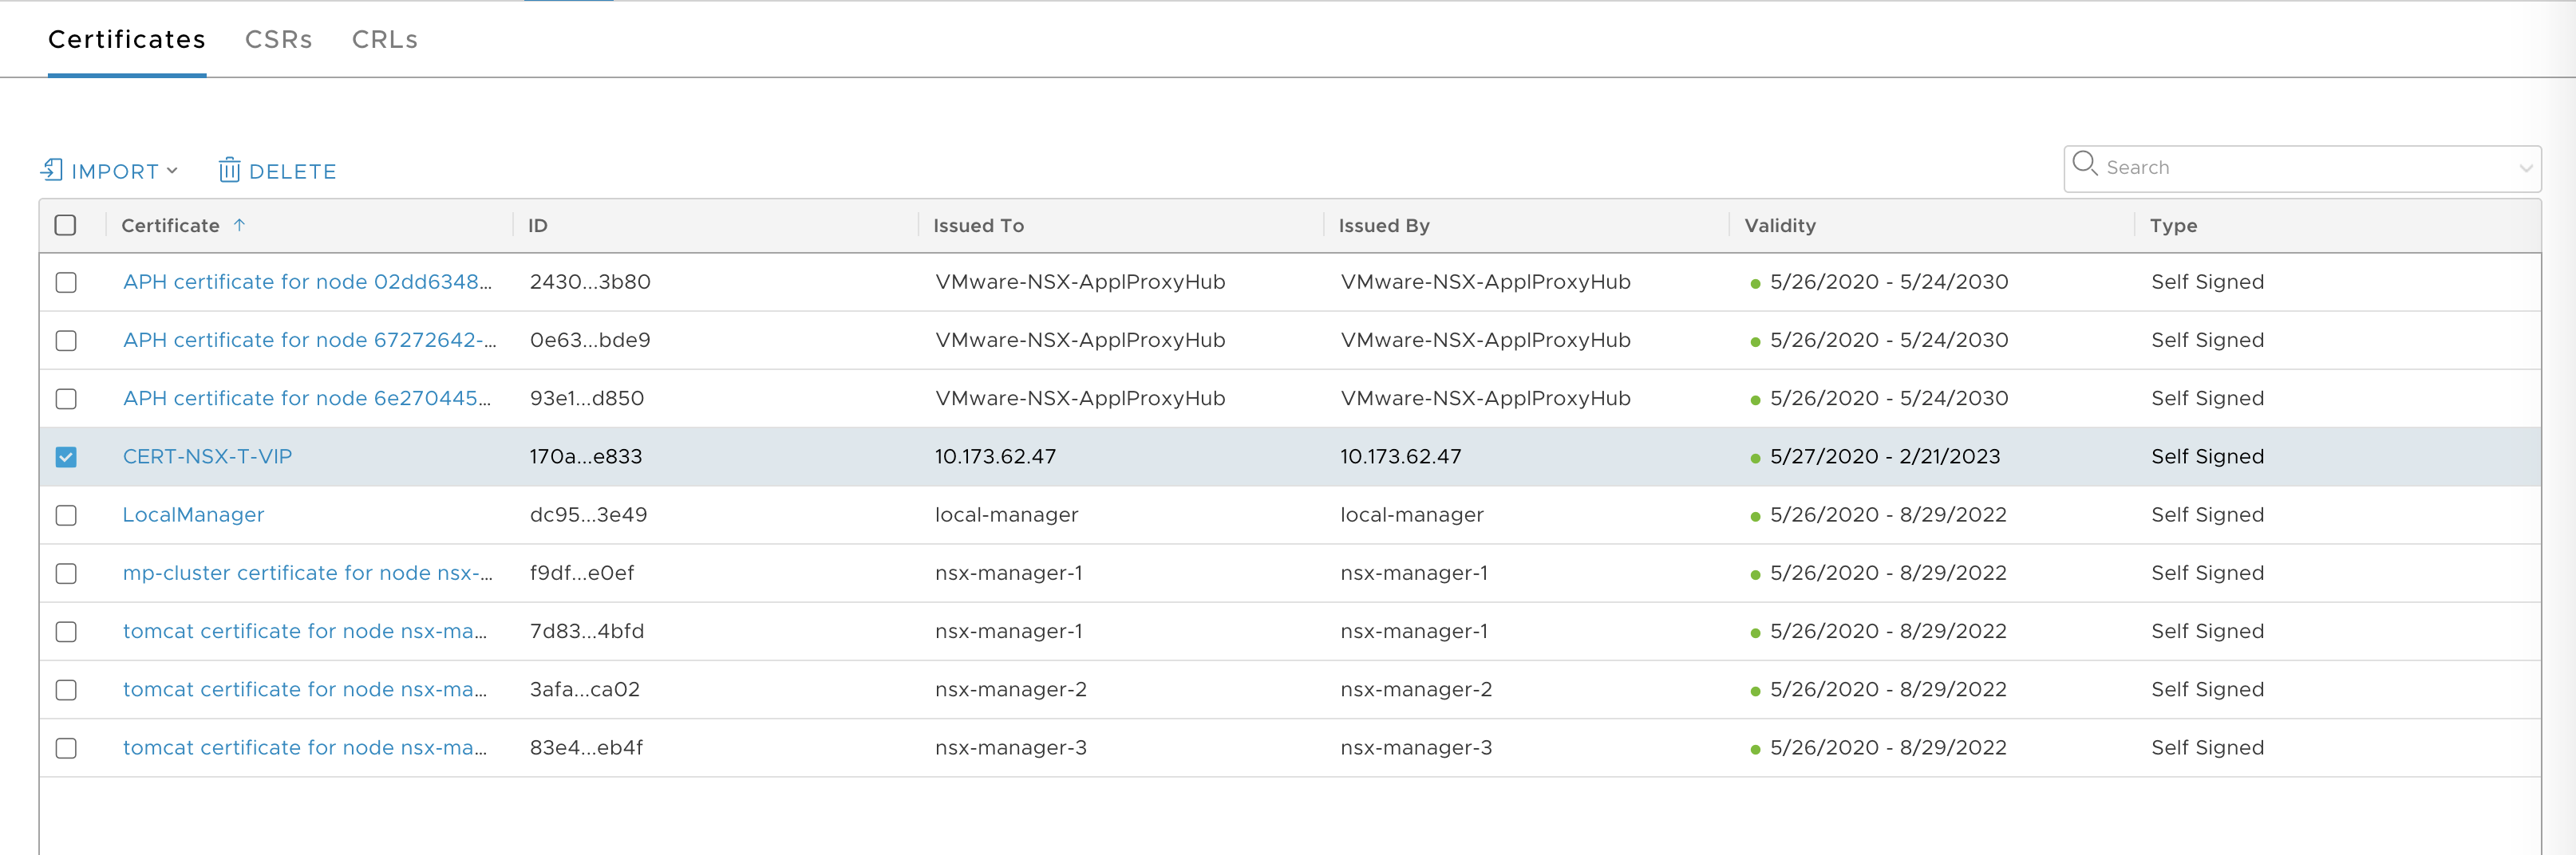 Certificates CSRs CRLs
IMPORT DELETE Search
Certificate ID Issued To Issued By Validity Type
APH certificate for node 02dd6348... 2430...3b80 VMware-NSX-ApplProxyHub VMware-NSX-ApplProxyHub 5/26/2020 - 5/24/2030 Self Signed
APH certificate for node 67272642-... 0e63...bde9 VMware-NSX-ApplProxyHub VMware-NSX-ApplProxyHub 5/26/2020 - 5/24/2030 Self Signed
APH certificate for node 6e270445... 93e1...d850 VMware-NSX-ApplProxyHub VMware-NSX-ApplProxyHub 5/26/2020 - 5/24/2030 Self Signed
CERT-NSX-T-VIP 170a...e833 10.173.62.47 10.173.62.47 5/27/2020 - 2/21/2023 Self Signed
LocalManager dc95...3e49 local-manager local-manager 5/26/2020 - 8/29/2022 Self Signed
mp-cluster certificate for node nsx-... f9df...e0ef nsx-manager-1 nsx-manager-1 5/26/2020 - 8/29/2022 Self Signed
tomcat certificate for node nsx-ma... 7d83...4bfd nsx-manager-1 nsx-manager-1 5/26/2020 - 8/29/2022 Self Signed
tomcat certificate for node nsx-ma... 3afa...ca02 nsx-manager-2 nsx-manager-2 5/26/2020 - 8/29/2022 Self Signed
tomcat certificate for node nsx-ma... 83e4...eb4f nsx-manager-3 nsx-manager-3 5/26/2020 - 8/29/2022 Self Signed